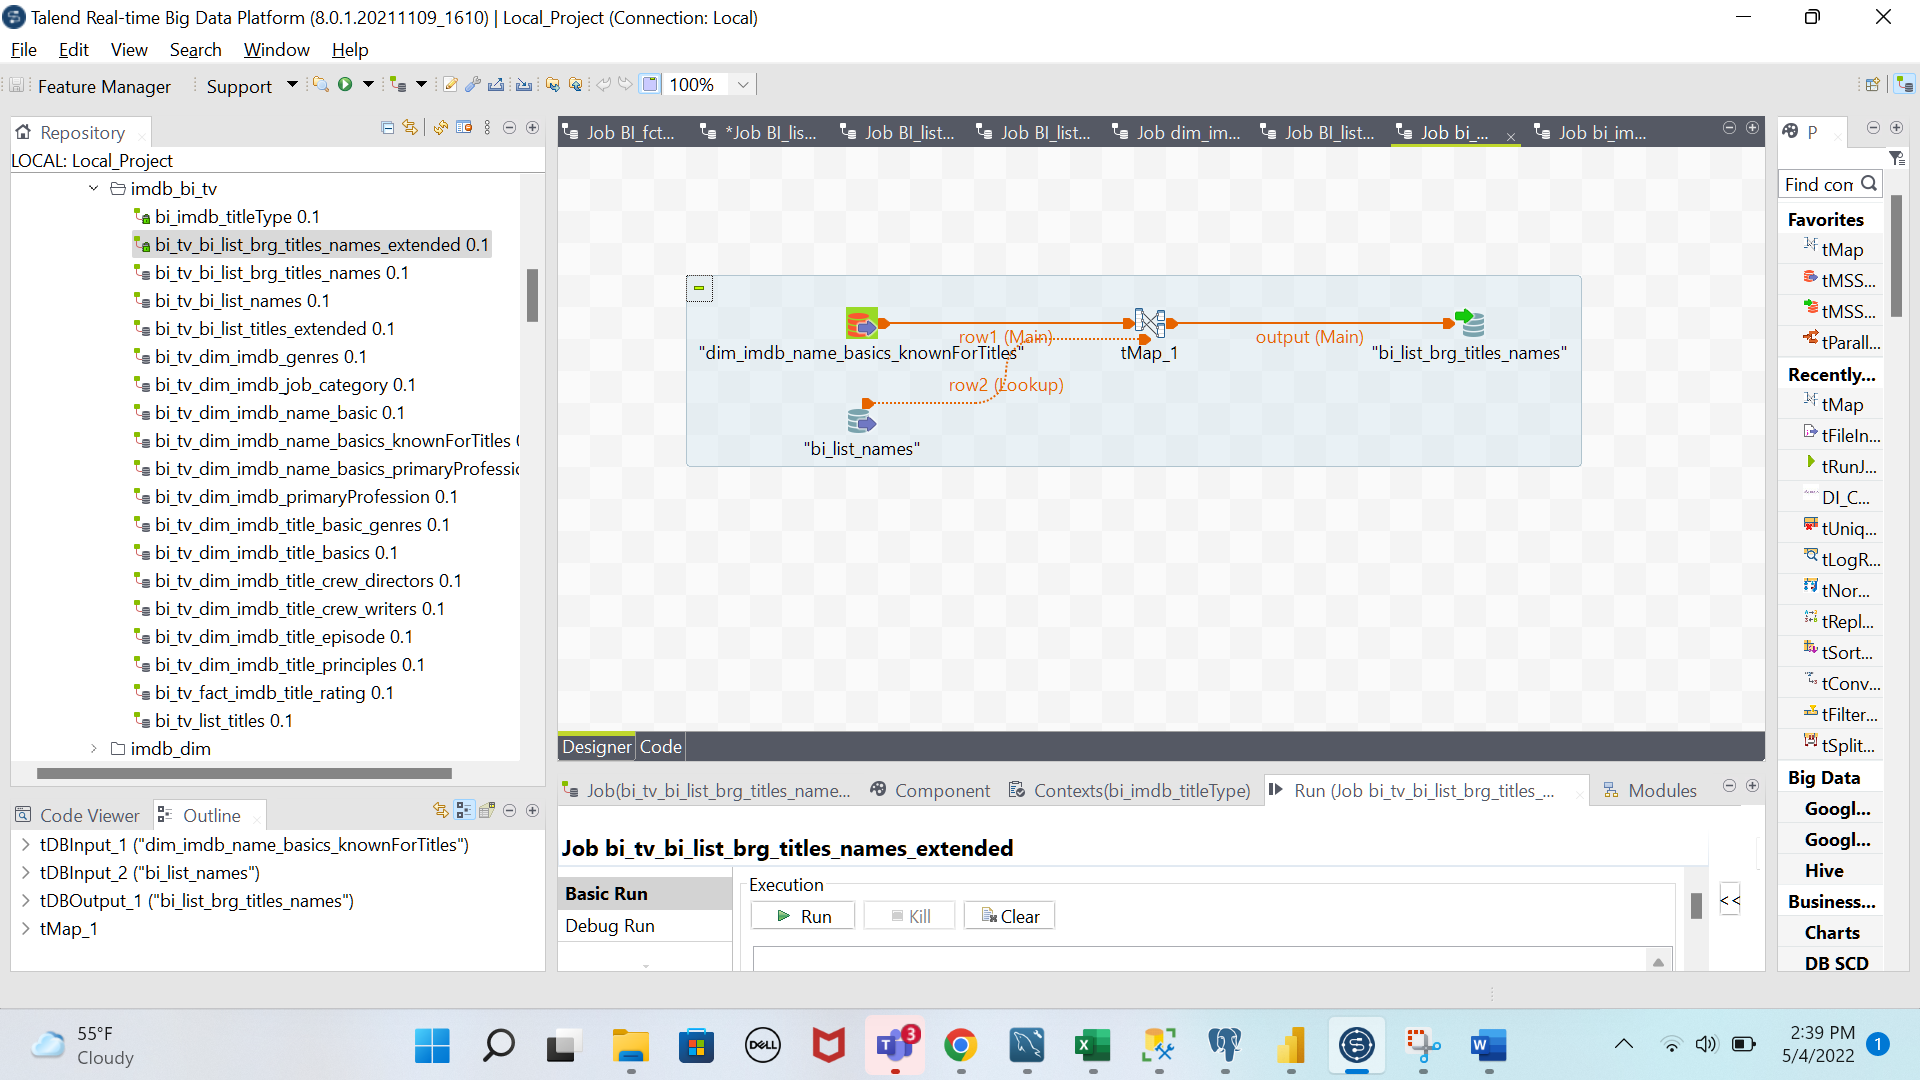 Talend Real-time Big Data Platform (8.0.1.20211109_1610) | Local_Project (Connection: Local)
File Edit View Search Window Help
Feature Manager Support 100%
Repository
LOCAL: Local_Project
imdb_bi_tv
bi_imdb_titleType 0.1
bi_tv_bi_list_brg_titles_names_extended 0.1
bi_tv_bi_list_brg_titles_names 0.1
bi_tv_bi_list_names 0.1
bi_tv_bi_list_titles_extended 0.1
bi_tv_dim_imdb_genres 0.1
bi_tv_dim_imdb_job_category 0.1
bi_tv_dim_imdb_name_basic 0.1
bi_tv_dim_imdb_name_basics_knownForTitles (
bi_tv_dim_imdb_name_basics_primaryProfessic
bi_tv_dim_imdb_primaryProfession 0.1
bi_tv_dim_imdb_title_basic_genres 0.1
bi_tv_dim_imdb_title_basics 0.1
bi_tv_dim_imdb_title_crew_directors 0.1
bi_tv_dim_imdb_title_crew_writers 0.1
bi_tv_dim_imdb_title_episode 0.1
bi_tv_dim_imdb_title_principles 0.1
bi_tv_fact_imdb_title_rating 0.1
bi_tv_list_titles 0.1
imdb_dim
Code Viewer Outline
tDBInput_1 ("dim_imdb_name_basics_knownForTitles")
tDBInput_2 ("bi_list_names")
tDBOutput_1 ("bi_list_brg_titles_names")
tMap_1
Job BI_fct... *Job BI_lis... Job BI_list... Job BI_list... Job dim_im... Job BI_list... Job bi_... Job bi_im...
row1 (Main) output (Main)
"dim_imdb_name_basics_knownForTitles" tMap_1 "bi_list_brg_titles_names"
row2 (Lookup)
"bi_list_names"
Designer Code
Job(bi_tv_bi_list_brg_titles_name... Component Contexts(bi_imdb_titleType) Run (Job bi_tv_bi_list_brg_titles_... Modules
Job bi_tv_bi_list_brg_titles_names_extended
Basic Run
Debug Run
Execution
Run Kill Clear
<<
P
Find con
Favorites
tMap
tMSS...
tMSS...
tParall...
Recently...
tMap
tFileIn...
tRunJ...
DI_C...
tUniq...
tLogR...
tNor...
tRepl...
tSort...
tConv...
tFilter...
tSplit...
Big Data
Googl...
Googl...
Hive
Business...
Charts
DB SCD
55°F
Cloudy
DELL
3
2:39 PM
5/4/2022
1